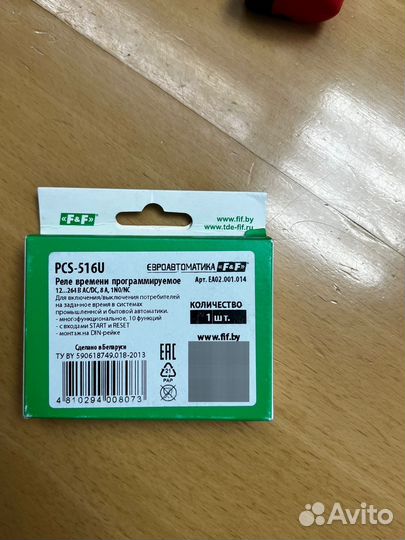 «F&F»
www.fif.by
www.tde-fif.ru
PCS-516U
ЕВРОАВТОМАТИКА «F&F»
Реле времени программируемое
Арт. EA02.001.014
12...264 В AC/DC, 8 А, 1NO/NC
Для включения/выключения потребителей
на заданное время в системах
промышленной и бытовой автоматики.
- многофункциональное, 10 функций
- с входами START и RESET
- монтаж на DIN-рейке
КОЛИЧЕСТВО
1 шт.
www.fif.by
Сделано в Беларуси
ТУ BY 590618749.018-2013
EAC
21
PAP
4 810294 008073
Avito